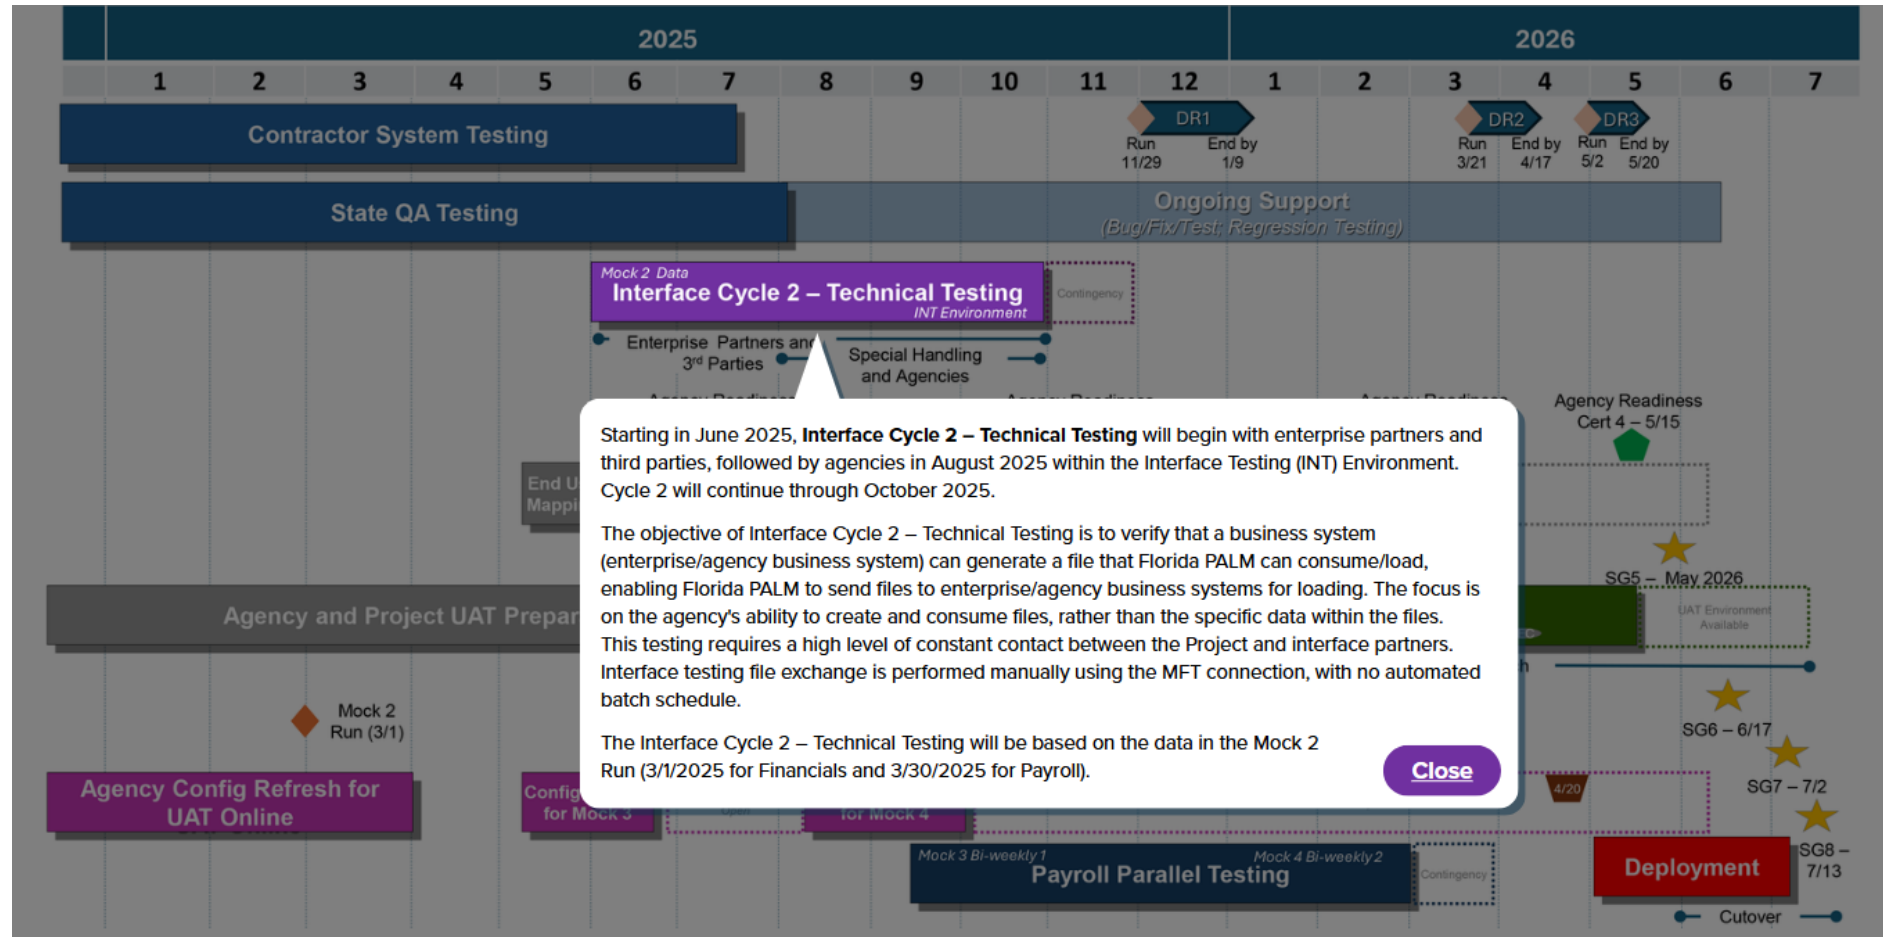 2025
2026
1 2 3 4 5 6 7 8 9 10 11 12 1 2 3 4 5 6 7
Contractor System Testing
DR1
DR2
DR3
Run
11/29
End by
1/9
Run
3/21
End by
4/17
Run
5/2
End by
5/20
State QA Testing
Ongoing Support
(Bug/Fix/Test; Regression Testing)
Mock 2 Data
Interface Cycle 2 – Technical Testing
INT Environment
Contingency
Enterprise Partners and
3rd Parties
Special Handling
and Agencies
Agency Readiness
Agency Readiness
Agency Readiness
Agency Readiness
Cert 4 – 5/15
Starting in June 2025, Interface Cycle 2 – Technical Testing will begin with enterprise partners and
third parties, followed by agencies in August 2025 within the Interface Testing (INT) Environment.
Cycle 2 will continue through October 2025.
The objective of Interface Cycle 2 – Technical Testing is to verify that a business system
(enterprise/agency business system) can generate a file that Florida PALM can consume/load,
enabling Florida PALM to send files to enterprise/agency business systems for loading. The focus is
on the agency's ability to create and consume files, rather than the specific data within the files.
This testing requires a high level of constant contact between the Project and interface partners.
Interface testing file exchange is performed manually using the MFT connection, with no automated
batch schedule.
The Interface Cycle 2 – Technical Testing will be based on the data in the Mock 2
Run (3/1/2025 for Financials and 3/30/2025 for Payroll).
Close
End U
Mappi
SG5 – May 2026
Agency and Project UAT Prepar
UAT Environment
Available
Mock 2
Run (3/1)
SG6 – 6/17
Agency Config Refresh for
UAT Online
Config
for Mock 3
Open
for Mock 4
4/20
SG7 – 7/2
Mock 3 Bi-weekly 1
Mock 4 Bi-weekly 2
Payroll Parallel Testing
Contingency
Deployment
SG8 –
7/13
Cutover